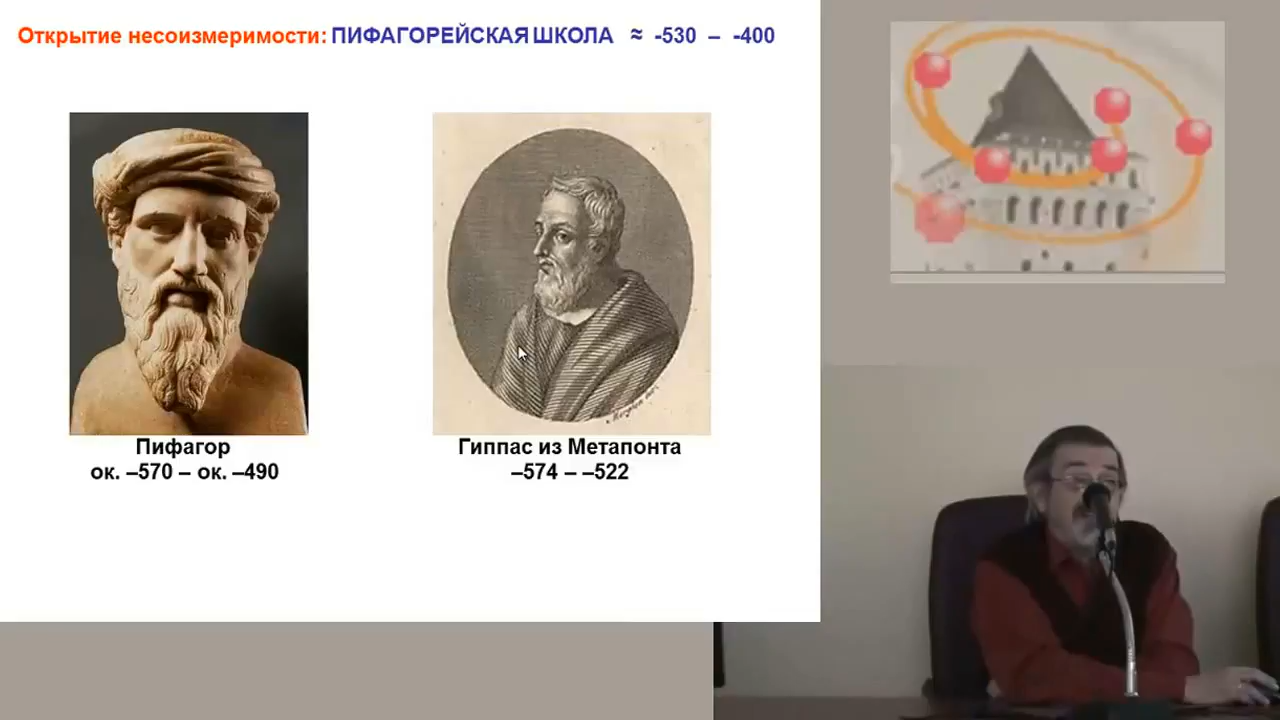 Открытие несоизмеримости: ПИФАГОРЕЙСКАЯ ШКОЛА ≈ -530 – -400
Пифагор
ок. –570 – ок. –490
Гиппас из Метапонта
–574 – –522